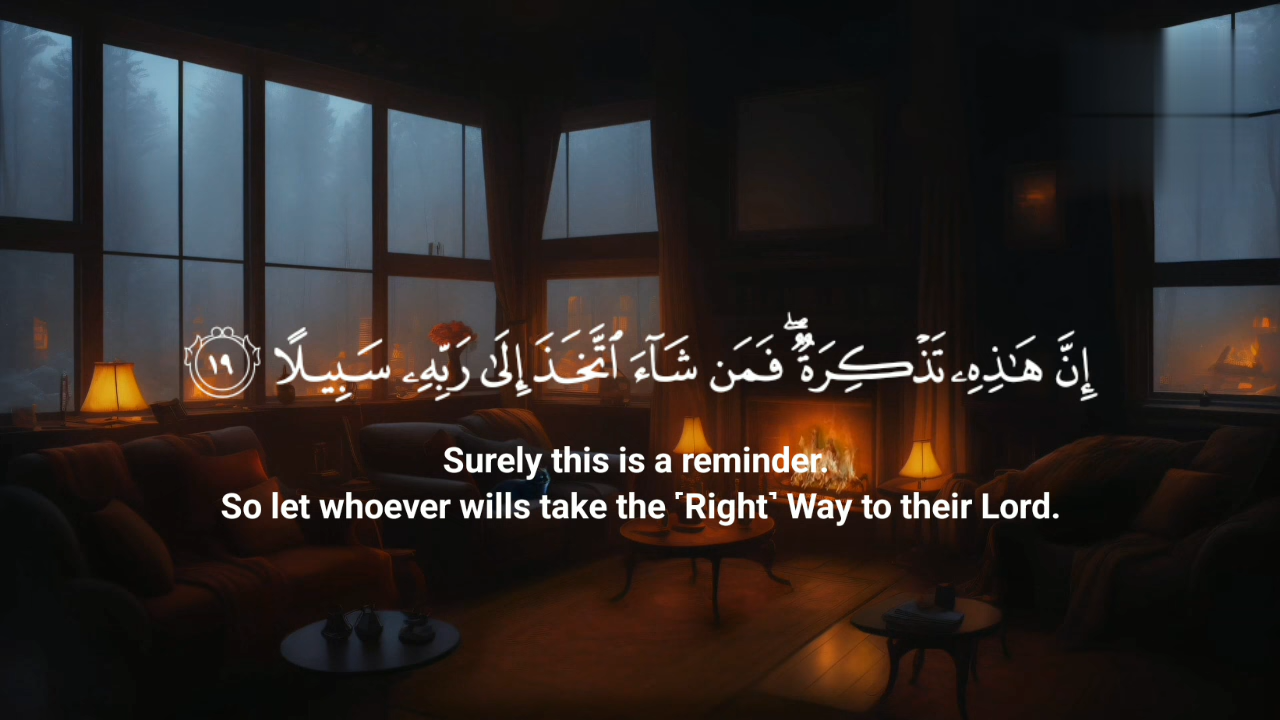 إِنَّ هَـٰذِهِۦ تَذْكِرَةٌۖ فَمَن شَآءَ ٱتَّخَذَ إِلَىٰ رَبِّهِۦ سَبِيلًا ١٩
Surely this is a reminder.
So let whoever wills take the ˹Right˺ Way to their Lord.